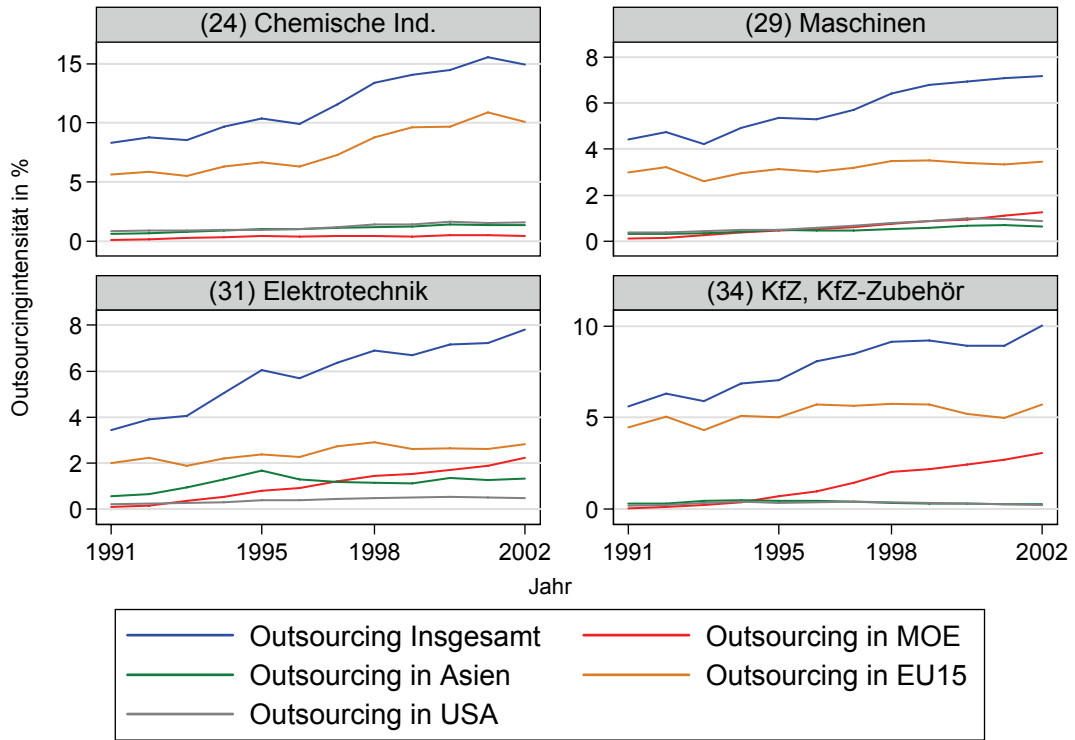 (24) Chemische Ind.
(29) Maschinen
15
10
5
0
8
6
4
2
0
(31) Elektrotechnik
(34) KfZ, KfZ-Zubehör
8
6
4
2
0
10
5
0
1991 1995 1998 2002
1991 1995 1998 2002
Outsourcingintensität in %
Jahr
Outsourcing Insgesamt
Outsourcing in MOE
Outsourcing in Asien
Outsourcing in EU15
Outsourcing in USA